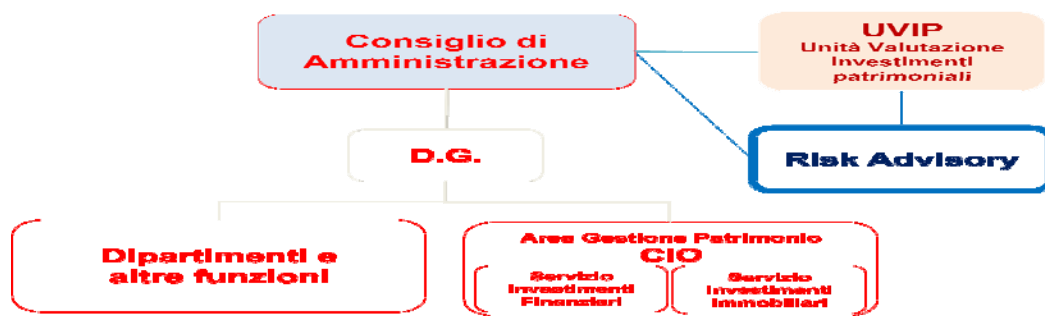 Consiglio di
Amministrazione
UVIP
Unità Valutazione
Investimenti
patrimoniali
D.G.
Risk Advisory
Dipartimenti e
altre funzioni
Area Gestione Patrimonio
CIO
Servizio
Investimenti
Finanzieri
Servizio
Investimenti
Immobiliari